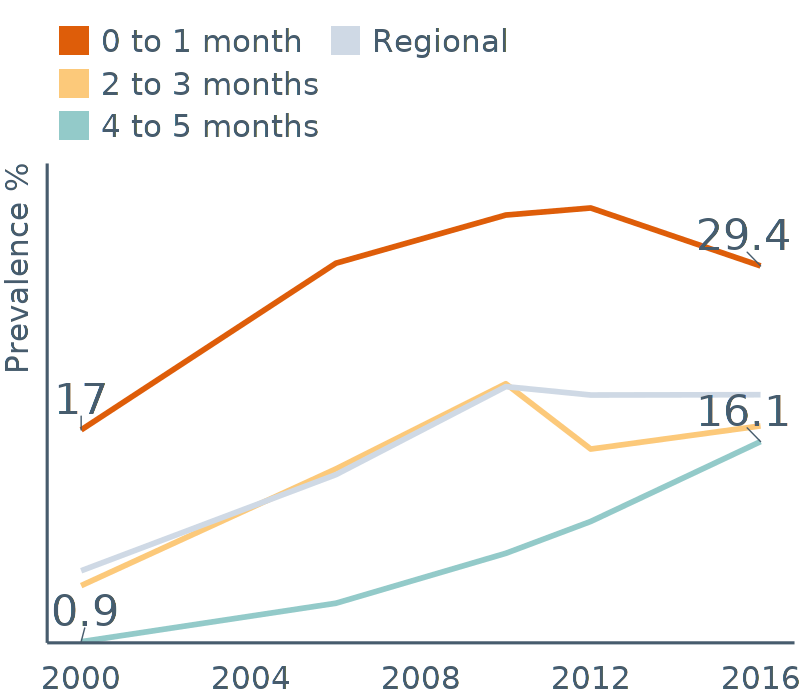 0 to 1 month
Regional
2 to 3 months
4 to 5 months
Prevalence %
29.4
17
16.1
0.9
2000 2004 2008 2012 2016